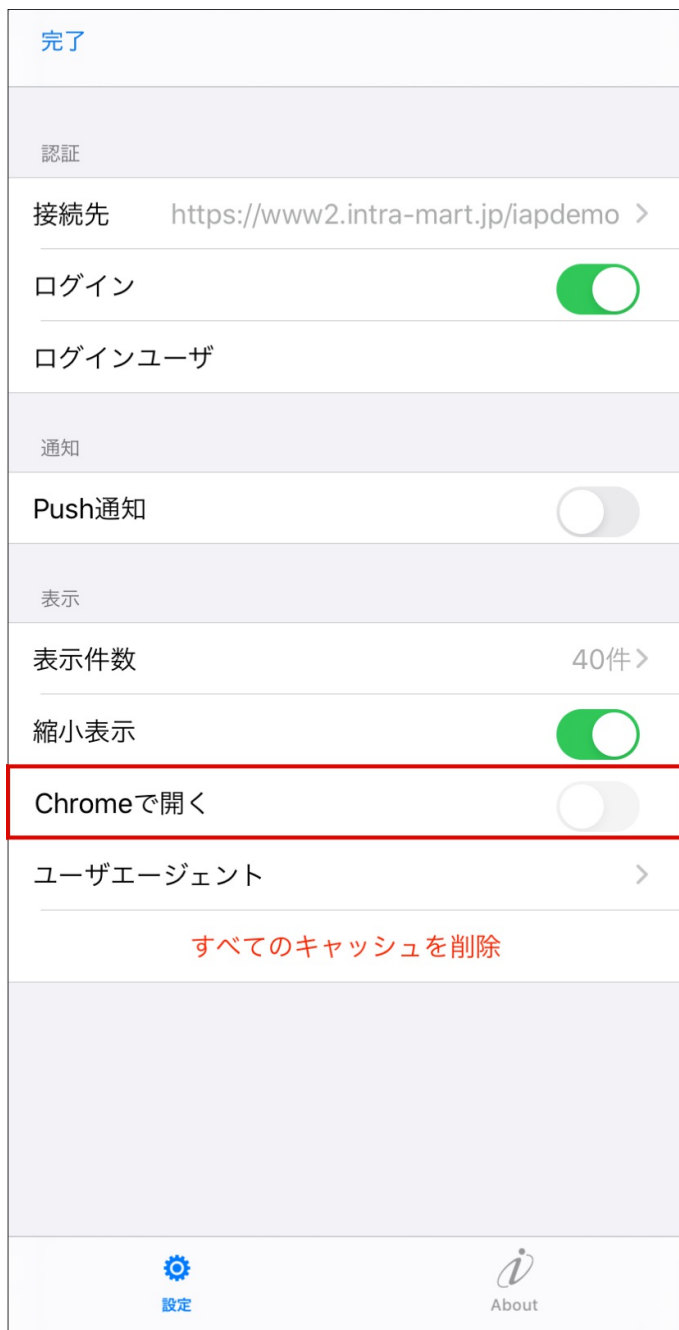 完了
認証
接続先 https://www2.intra-mart.jp/iapdemo
ログイン
ログインユーザ
通知
Push通知
表示
表示件数 40件
縮小表示
Chromeで開く
ユーザエージェント
すべてのキャッシュを削除
設定 About